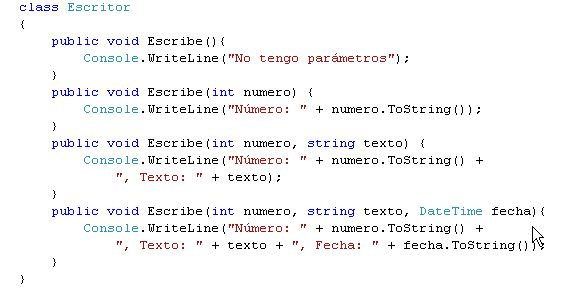 class Escritor
{
    public void Escribe(){
        Console.WriteLine("No tengo parámetros");
    }
    public void Escribe(int numero) {
        Console.WriteLine("Número: " + numero.ToString());
    }
    public void Escribe(int numero, string texto) {
        Console.WriteLine("Número: " + numero.ToString() +
            ", Texto: " + texto);
    }
    public void Escribe(int numero, string texto, DateTime fecha){
        Console.WriteLine("Número: " + numero.ToString() +
            ", Texto: " + texto + ", Fecha: " + fecha.ToString());
    }
}